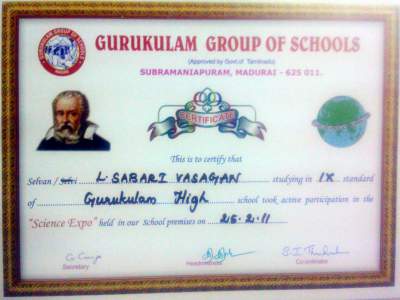 GURUKULAM GROUP OF SCHOOLS
(Approved by Govt.of Tamilnadu)
SUBRAMANIAPURAM, MADURAI - 625 011.
CERTIFICATE
This is to certify that
Selvan / Selvi L. SABARI VASAGAN studying in IX standard
of Gurukulam High school took active participation in the
"Science Expo" held in our School premises on 25.2.11
Secretary Headmistress Co-ordinator